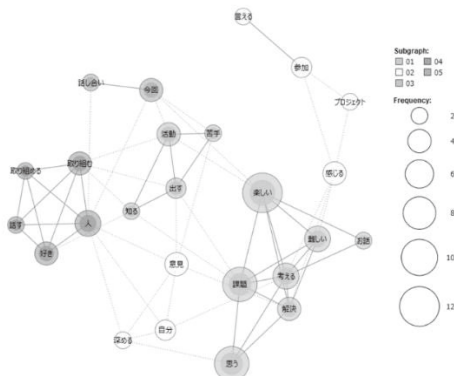 言える
参加
プロジェクト
感じる
話し合い
今回
活動
苦手
取り組める
取り組む
出す
知る
話す
人
好き
楽しい
難しい
お話
意見
課題
考える
解決
自分
深める
思う
Subgraph:
01 04
02 05
03
Frequency:
2
4
6
8
10
12